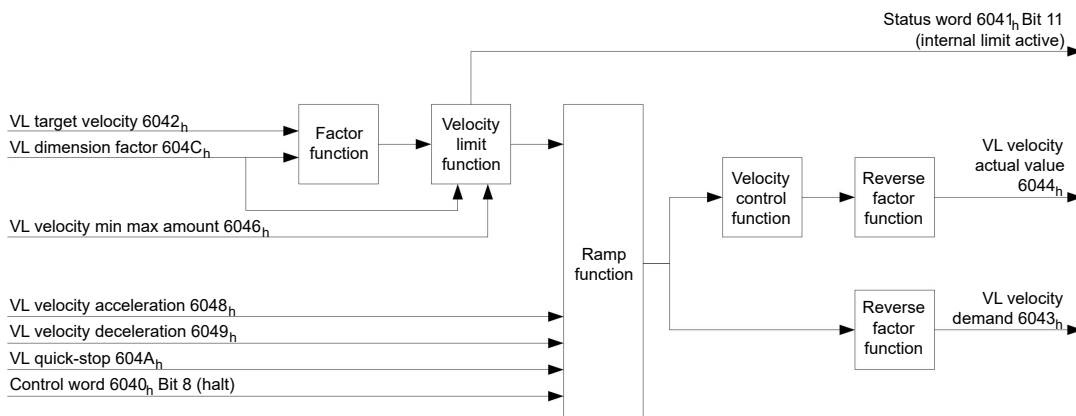 Status word 6041h Bit 11
(internal limit active)
VL target velocity 6042h
VL dimension factor 604Ch
Factor
function
Velocity
limit
function
VL velocity min max amount 6046h
Ramp
function
Velocity
control
function
Reverse
factor
function
VL velocity
actual value
6044h
VL velocity acceleration 6048h
VL velocity deceleration 6049h
VL quick-stop 604Ah
Control word 6040h Bit 8 (halt)
Reverse
factor
function
VL velocity
demand 6043h